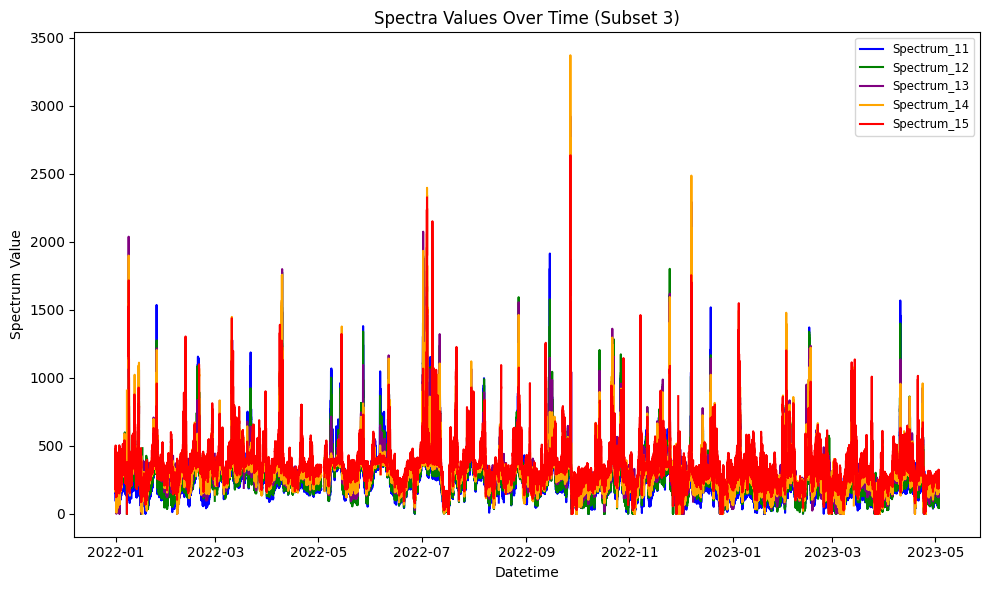 Spectra Values Over Time (Subset 3)
Spectrum_11
Spectrum_12
Spectrum_13
Spectrum_14
Spectrum_15
Spectrum Value
3500
3000
2500
2000
1500
1000
500
0
2022-01 2022-03 2022-05 2022-07 2022-09 2022-11 2023-01 2023-03 2023-05
Datetime